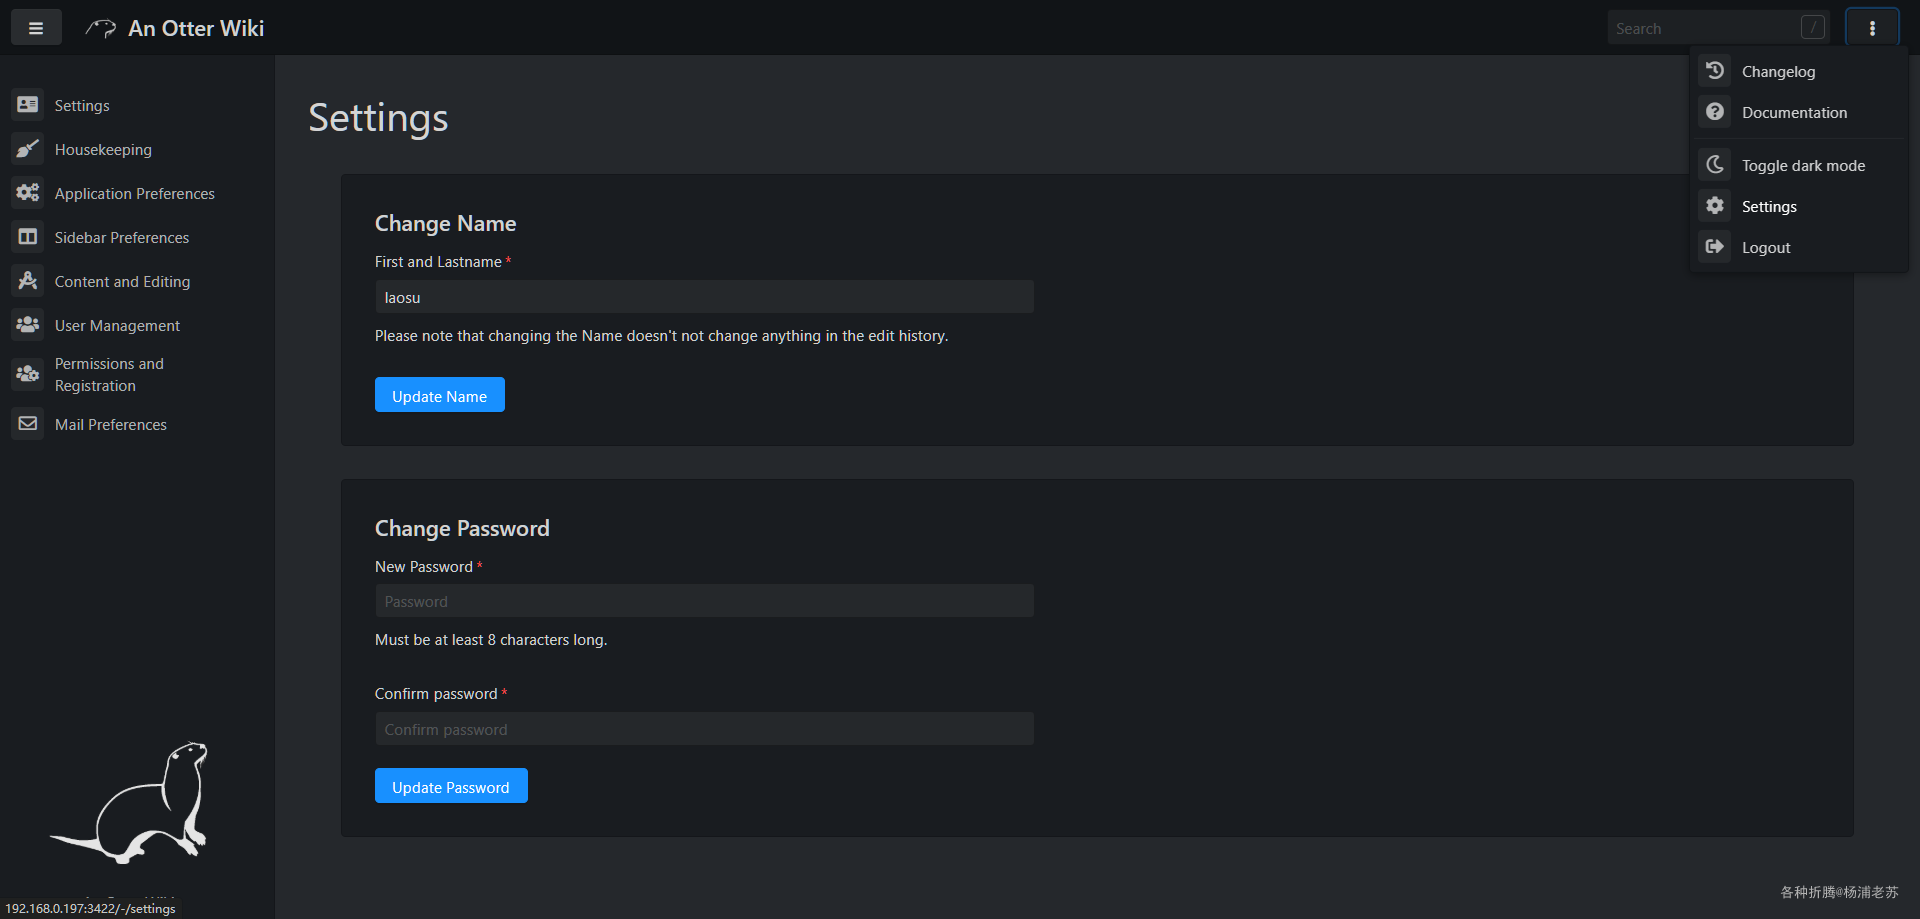 An Otter Wiki
Search /
Changelog
Documentation
Toggle dark mode
Settings
Logout
Settings
Housekeeping
Application Preferences
Sidebar Preferences
Content and Editing
User Management
Permissions and
Registration
Mail Preferences
Settings
Change Name
First and Lastname *
laosu
Please note that changing the Name doesn't not change anything in the edit history.
Update Name
Change Password
New Password *
Password
Must be at least 8 characters long.
Confirm password *
Confirm password
Update Password
192.168.0.197:3422/-/settings
各种折腾@杨浦老苏